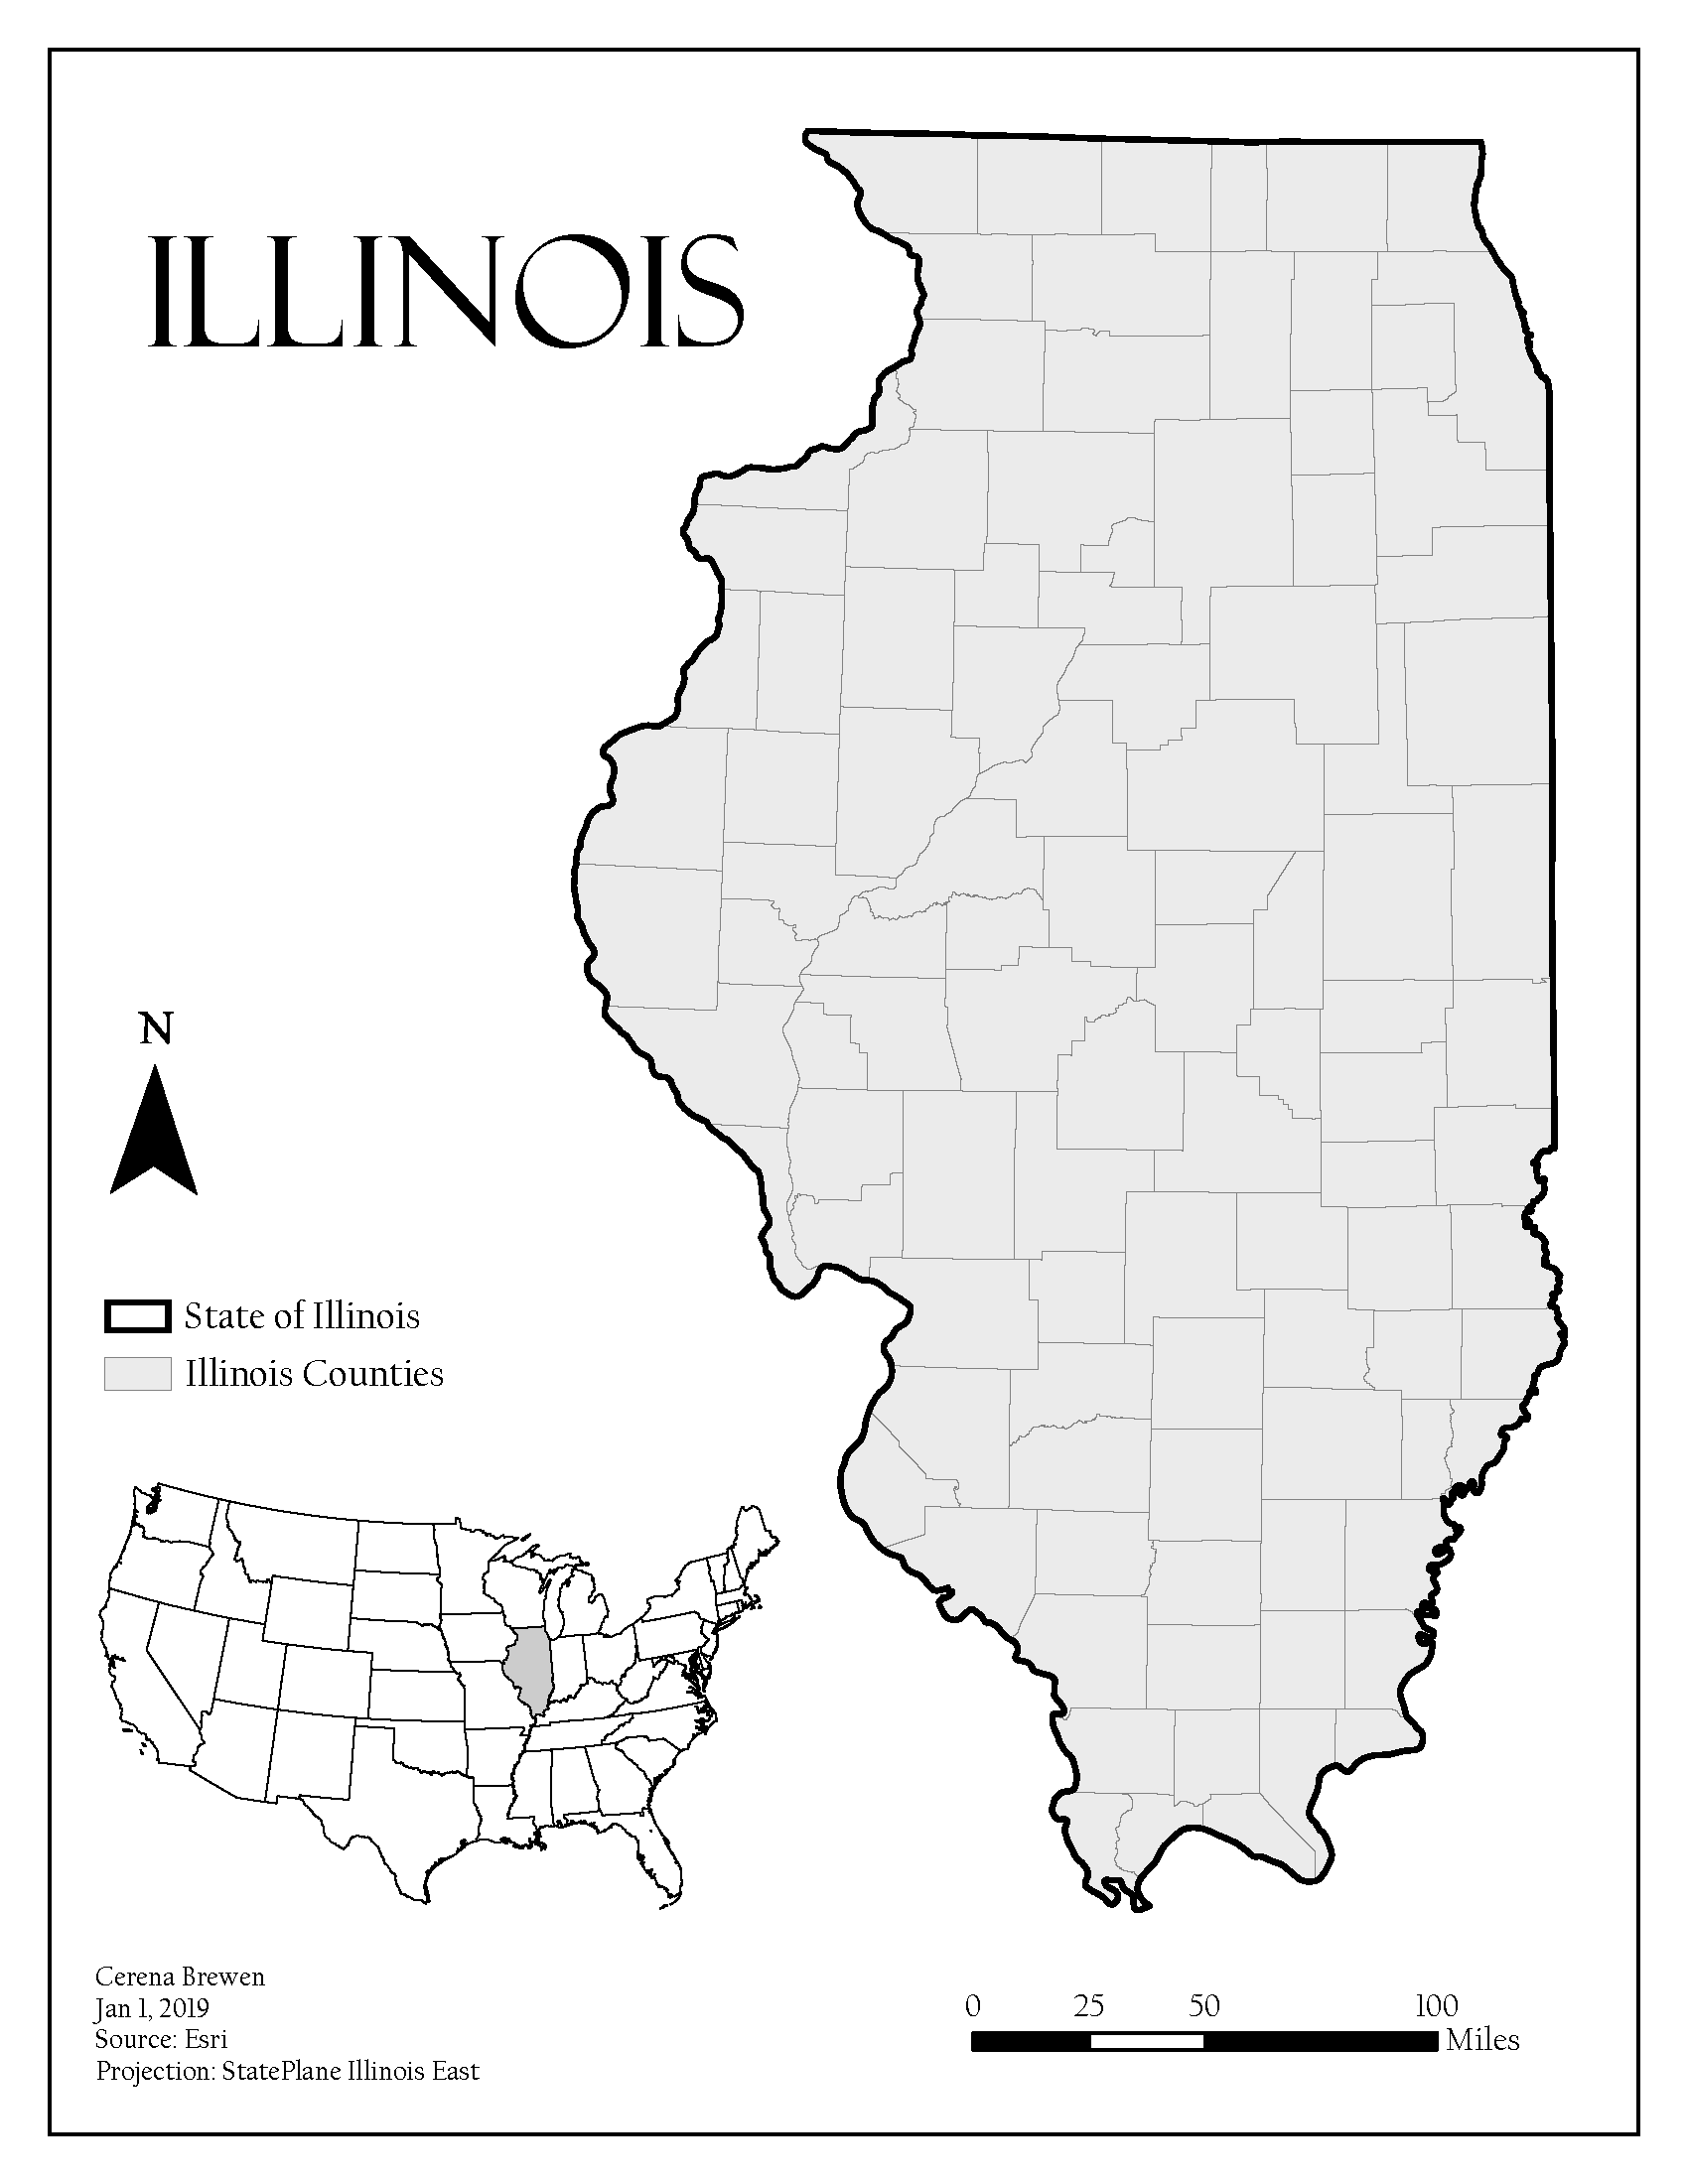 ILLINOIS
N
State of Illinois
Illinois Counties
Cerena Brewen
Jan 1, 2019
Source: Esri
Projection: StatePlane Illinois East
0 25 50 100
Miles